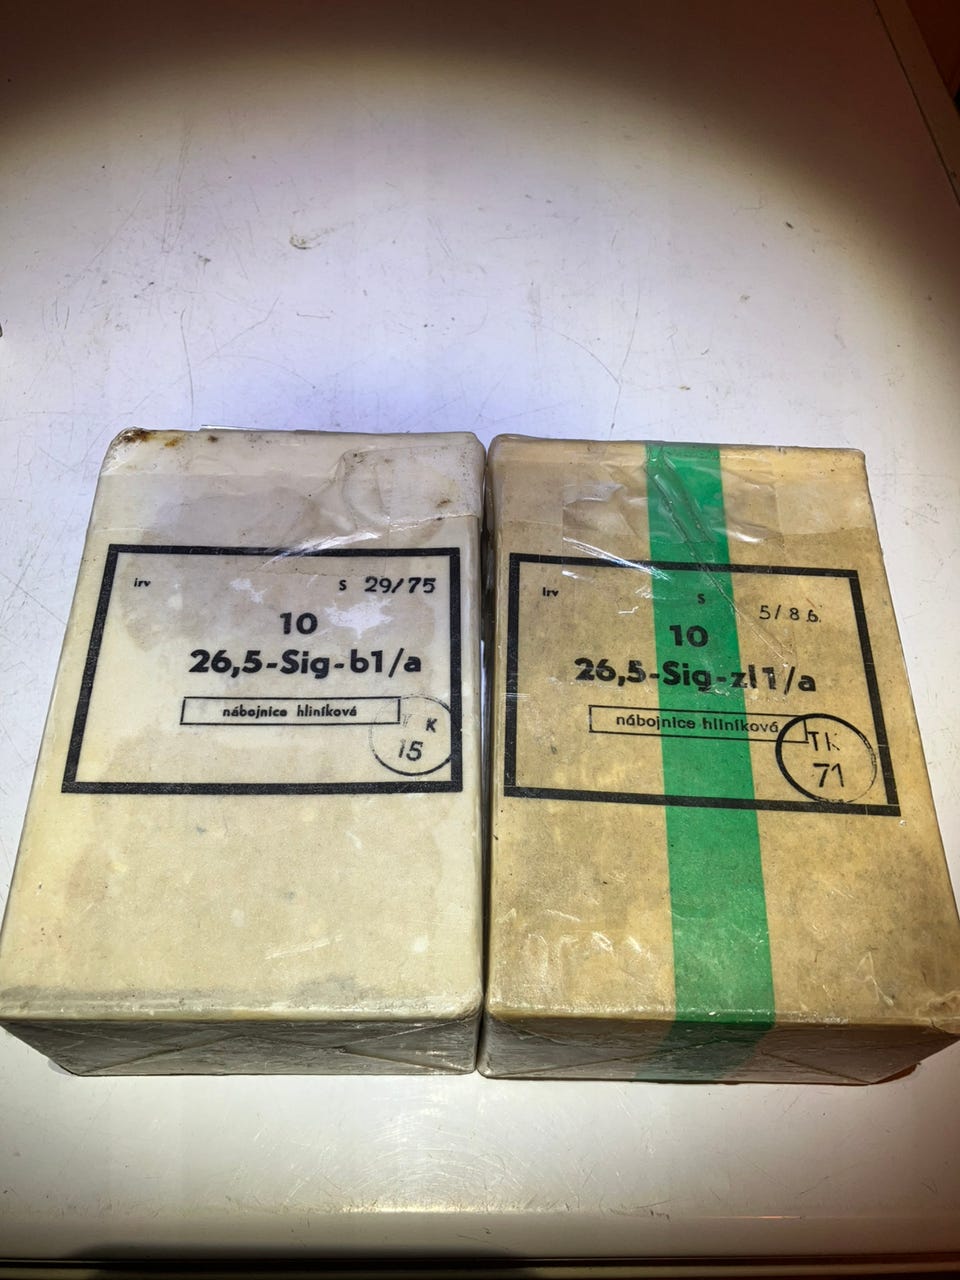 irv S 29/75
10
26,5-Sig-b1/a
nábojnice hliníková
T K
15
Irv S 5/86
10
26,5-Sig-zl1/a
nábojnice hliníková
TK
71